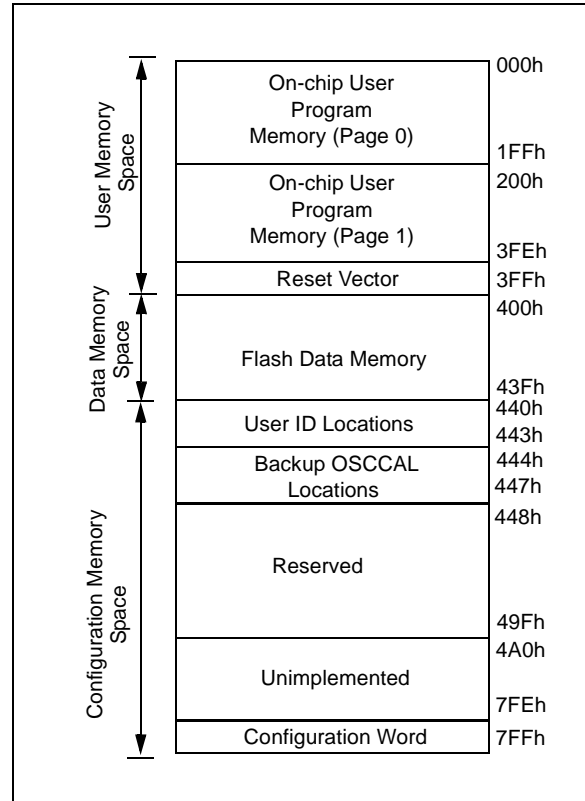 000h
On-chip User
Program
Memory (Page 0)
1FFh
200h
On-chip User
Program
Memory (Page 1)
3FEh
Reset Vector
3FFh
User Memory
Space
400h
Flash Data Memory
43Fh
Data Memory
Space
440h
User ID Locations
443h
Backup OSCCAL
Locations
444h
447h
448h
Reserved
49Fh
4A0h
Unimplemented
7FEh
Configuration Word
7FFh
Configuration Memory
Space